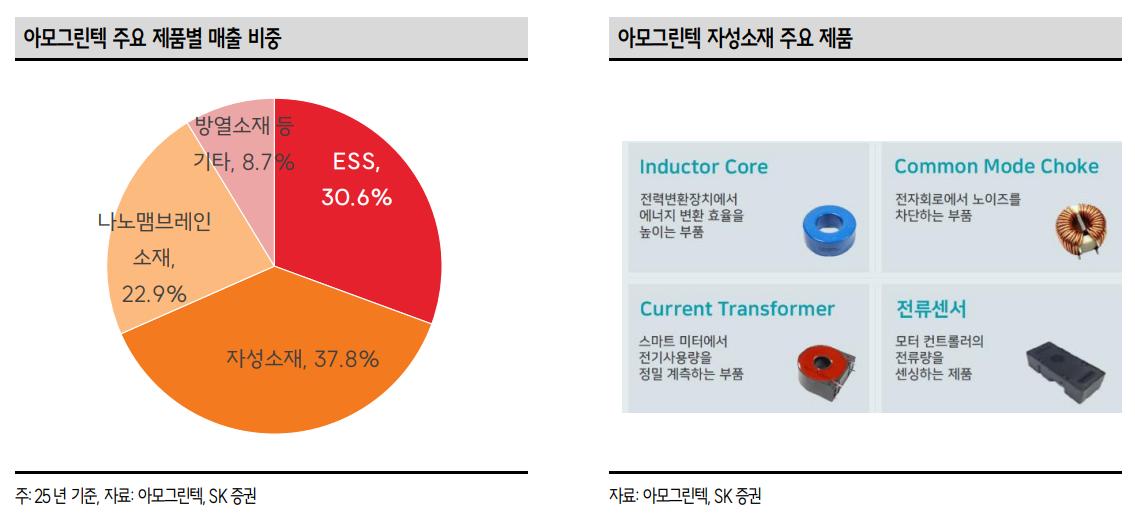 아모그린텍 주요 제품별 매출 비중
방열소재 등
기타, 8.7%
ESS,
30.6%
나노맴브레인
소재,
22.9%
자성소재, 37.8%
주: 25년 기준, 자료: 아모그린텍, SK 증권
아모그린텍 자성소재 주요 제품
Inductor Core
전력변환장치에서
에너지 변환 효율을
높이는 부품
Common Mode Choke
전자회로에서 노이즈를
차단하는 부품
Current Transformer
스마트 미터에서
전기사용량을
정밀 계측하는 부품
전류센서
모터 컨트롤러의
전류량을
센싱하는 제품
자료: 아모그린텍, SK 증권